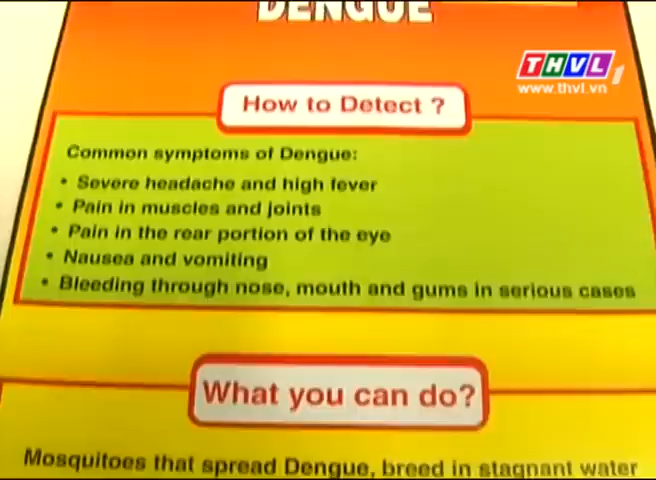 DENGUE
THVL1
www.thvl.vn
How to Detect ?
Common symptoms of Dengue:
• Severe headache and high fever
• Pain in muscles and joints
• Pain in the rear portion of the eye
• Nausea and vomiting
• Bleeding through nose, mouth and gums in serious cases
What you can do?
Mosquitoes that spread Dengue, breed in stagnant water